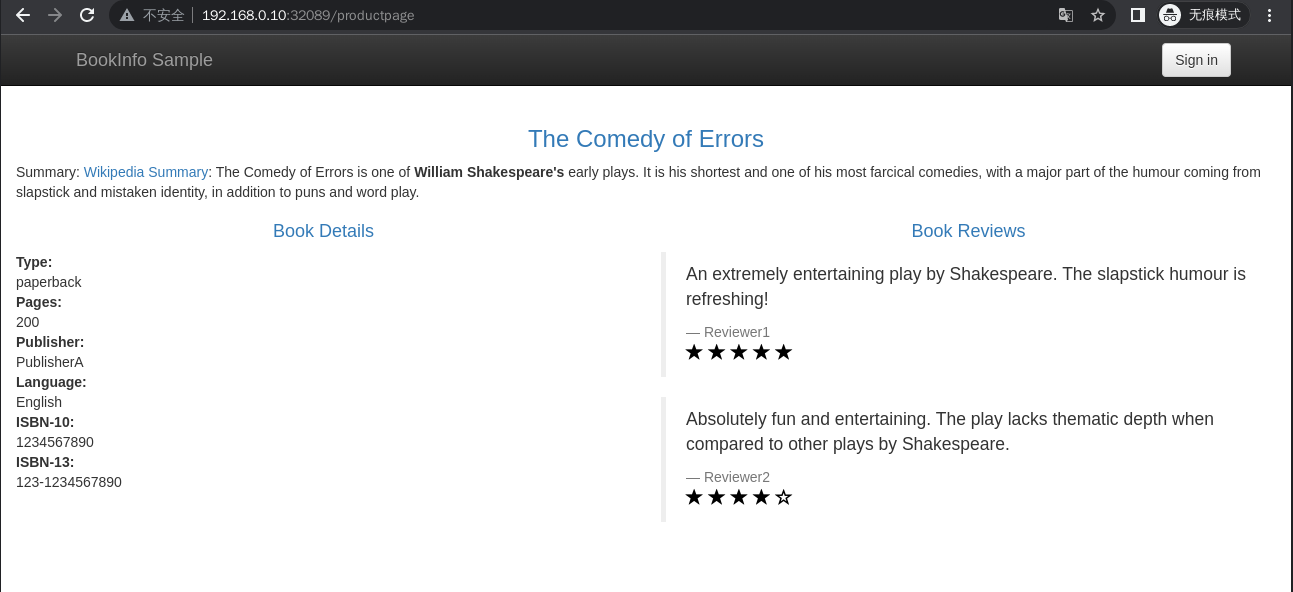 不安全 192.168.0.10:32089/productpage 无痕模式
BookInfo Sample Sign in
The Comedy of Errors
Summary: Wikipedia Summary: The Comedy of Errors is one of William Shakespeare's early plays. It is his shortest and one of his most farcical comedies, with a major part of the humour coming from
slapstick and mistaken identity, in addition to puns and word play.
Book Details
Type:
paperback
Pages:
200
Publisher:
PublisherA
Language:
English
ISBN-10:
1234567890
ISBN-13:
123-1234567890
Book Reviews
An extremely entertaining play by Shakespeare. The slapstick humour is
refreshing!
— Reviewer1
★★★★★
Absolutely fun and entertaining. The play lacks thematic depth when
compared to other plays by Shakespeare.
— Reviewer2
★★★★☆